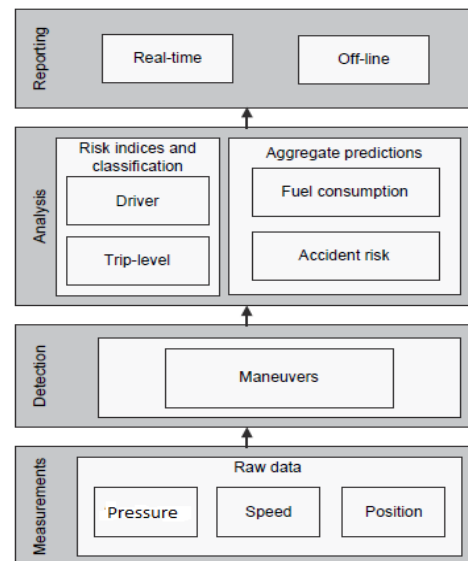 Reporting
Real-time
Off-line
Analysis
Risk indices and
classification
Driver
Trip-level
Aggregate predictions
Fuel consumption
Accident risk
Detection
Maneuvers
Measurements
Raw data
Pressure
Speed
Position